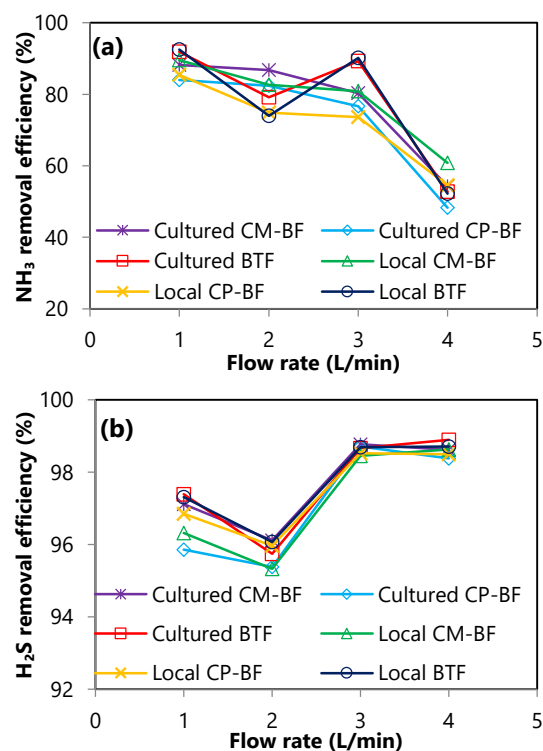 (a)
NH₃ removal efficiency (%)
100
80
60
40
20
Cultured CM-BF
Cultured CP-BF
Cultured BTF
Local CM-BF
Local CP-BF
Local BTF
0 1 2 3 4 5
Flow rate (L/min)
(b)
H₂S removal efficiency (%)
100
98
96
94
92
Cultured CM-BF
Cultured CP-BF
Cultured BTF
Local CM-BF
Local CP-BF
Local BTF
0 1 2 3 4 5
Flow rate (L/min)